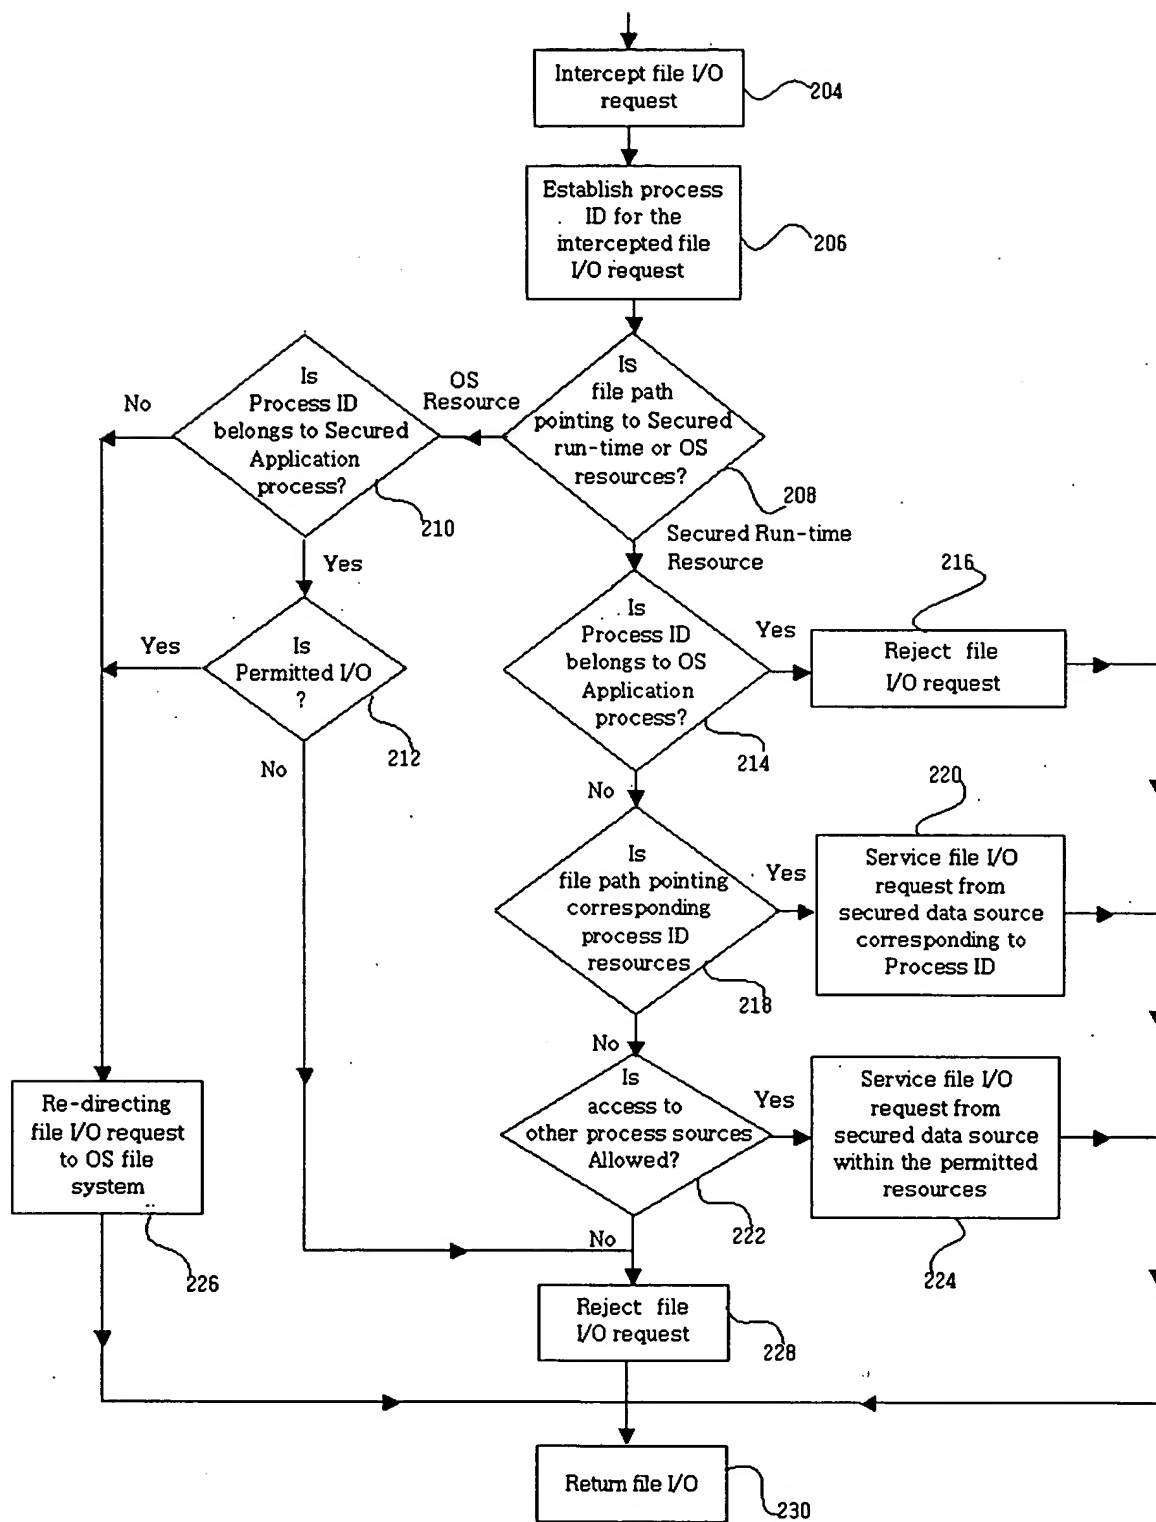 Intercept file I/O
request
204
Establish process
ID for the
intercepted file
I/O request
206
Is
file path
pointing to Secured
run-time or OS
resources?
208
OS
Resource
Is
Process ID
belongs to Secured
Application
process?
210
No
Yes
Secured Run-time
Resource
Is
Permitted I/O
?
212
Yes
No
Is
Process ID
belongs to OS
Application
process?
214
Yes
216
Reject file
I/O request
No
Is
file path pointing
corresponding
process ID
resources
218
Yes
220
Service file I/O
request from
secured data source
corresponding to
Process ID
No
Is
access to
other process sources
Allowed?
222
Yes
Service file I/O
request from
secured data source
within the permitted
resources
224
Re-directing
file I/O request
to OS file
system
226
No
Reject file
I/O request
228
Return file I/O
230